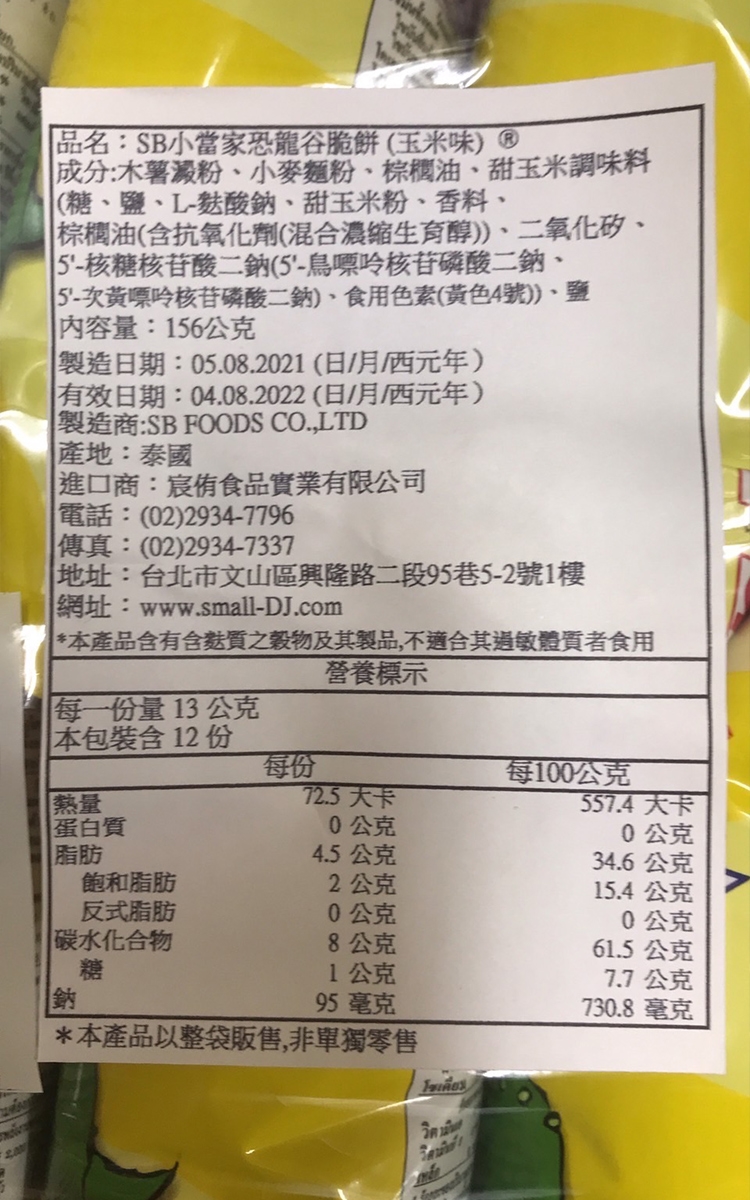 品名：SB小當家恐龍谷脆餅 (玉米味) ®
成分:木薯澱粉、小麥麵粉、棕櫚油、甜玉米調味料
(糖、鹽、L-麩酸鈉、甜玉米粉、香料、
棕櫚油(含抗氧化劑(混合濃縮生育醇))、二氧化矽、
5'-核糖核苷酸二鈉(5'-鳥嘌呤核苷磷酸二鈉、
5'-次黃嘌呤核苷磷酸二鈉)、食用色素(黃色4號))、鹽
內容量：156公克
製造日期：05.08.2021 (日/月/西元年)
有效日期：04.08.2022 (日/月/西元年)
製造商:SB FOODS CO.,LTD
產地：泰國
進口商：宸侑食品實業有限公司
電話：(02)2934-7796
傳真：(02)2934-7337
地址：台北市文山區興隆路二段95巷5-2號1樓
網址：www.small-DJ.com
*本產品含有含麩質之穀物及其製品,不適合其過敏體質者食用
營養標示
每一份量 13 公克
本包裝含 12 份
每份 每100公克
熱量 72.5 大卡 557.4 大卡
蛋白質 0 公克 0 公克
脂肪 4.5 公克 34.6 公克
飽和脂肪 2 公克 15.4 公克
反式脂肪 0 公克 0 公克
碳水化合物 8 公克 61.5 公克
糖 1 公克 7.7 公克
鈉 95 毫克 730.8 毫克
*本產品以整袋販售,非單獨零售
โซเดียม